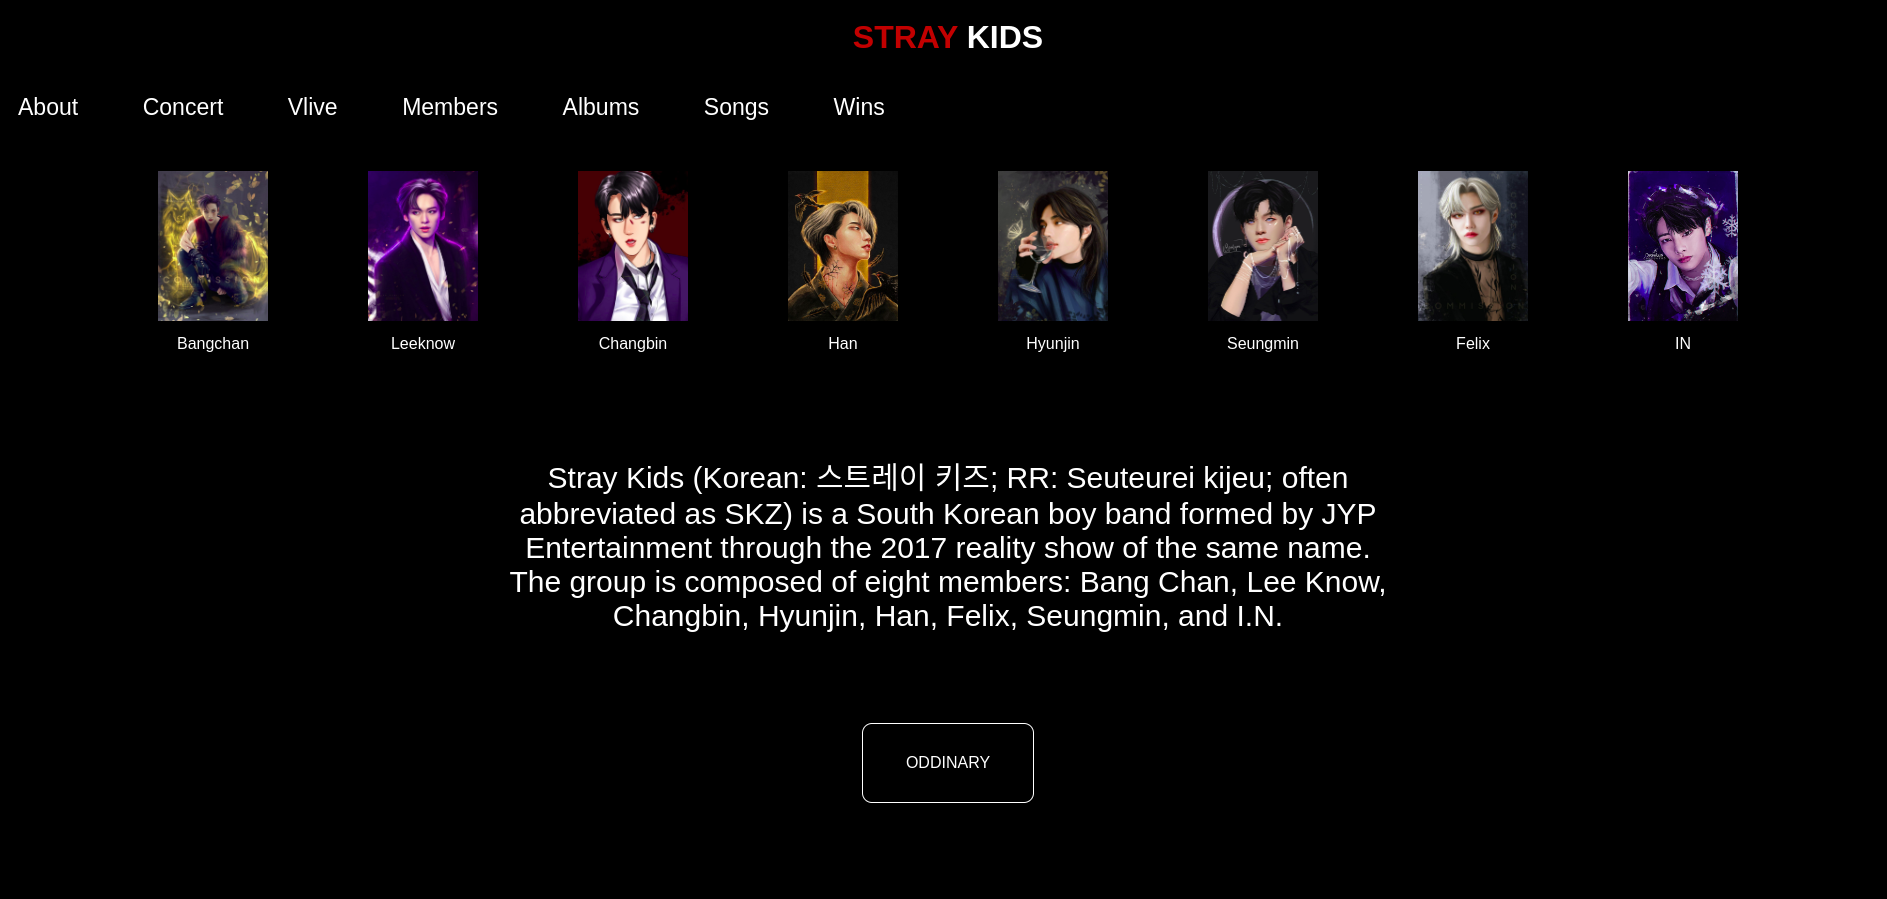 STRAY KIDS
About Concert Vlive Members Albums Songs Wins
Bangchan Leeknow Changbin Han Hyunjin Seungmin Felix IN
Stray Kids (Korean: 스트레이 키즈; RR: Seuteurei kijeu; often
abbreviated as SKZ) is a South Korean boy band formed by JYP
Entertainment through the 2017 reality show of the same name.
The group is composed of eight members: Bang Chan, Lee Know,
Changbin, Hyunjin, Han, Felix, Seungmin, and I.N.
ODDINARY